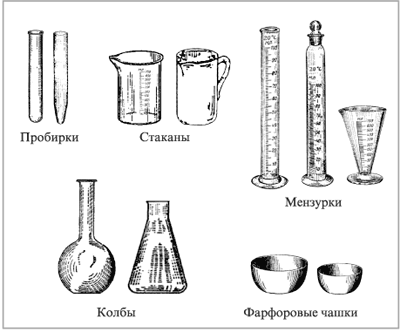 Пробирки
Стаканы
Мензурки
Колбы
Фарфоровые чашки